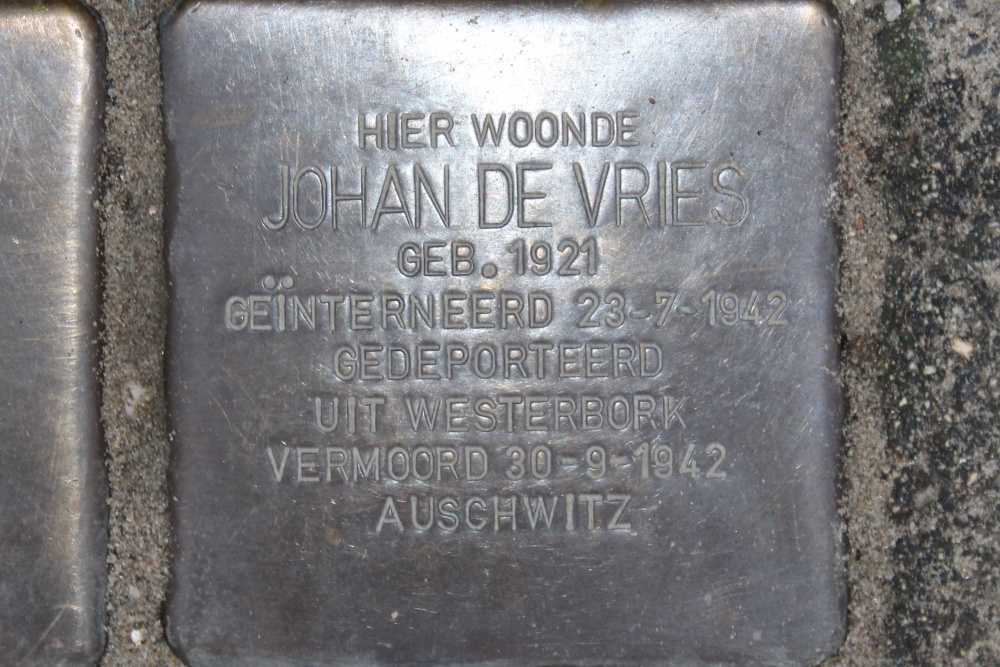 HIER WOONDE
JOHAN DE VRIES
GEB. 1921
GEÏNTERNEERD 23-7-1942
GEDEPORTEERD
UIT WESTERBORK
VERMOORD 30-9-1942
AUSCHWITZ